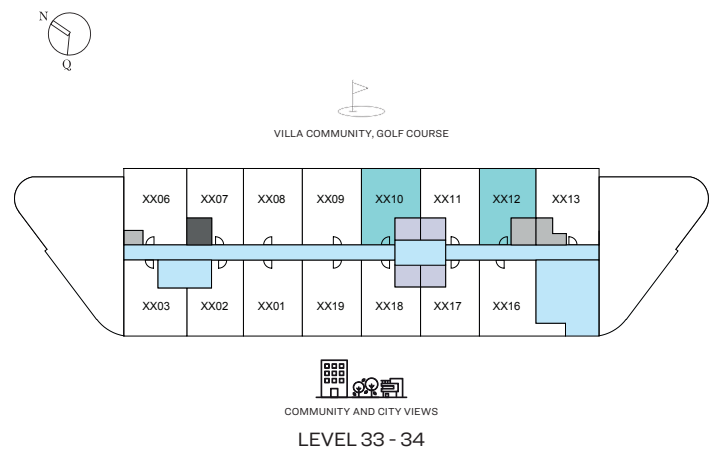 N
Q
VILLA COMMUNITY, GOLF COURSE
XX06 XX07 XX08 XX09 XX10 XX11 XX12 XX13
XX03 XX02 XX01 XX19 XX18 XX17 XX16
COMMUNITY AND CITY VIEWS
LEVEL 33 - 34